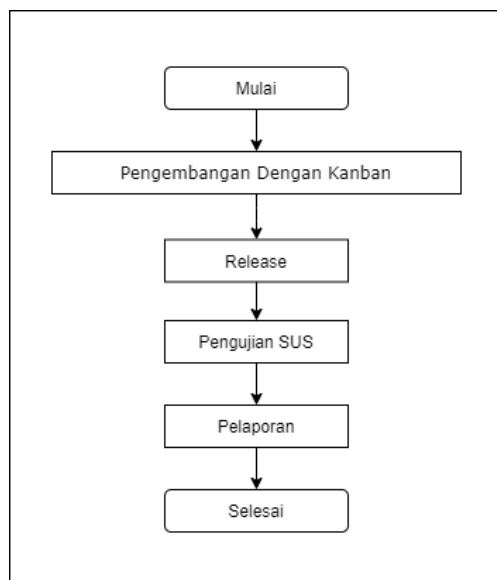 Mulai
Pengembangan Dengan Kanban
Release
Pengujian SUS
Pelaporan
Selesai